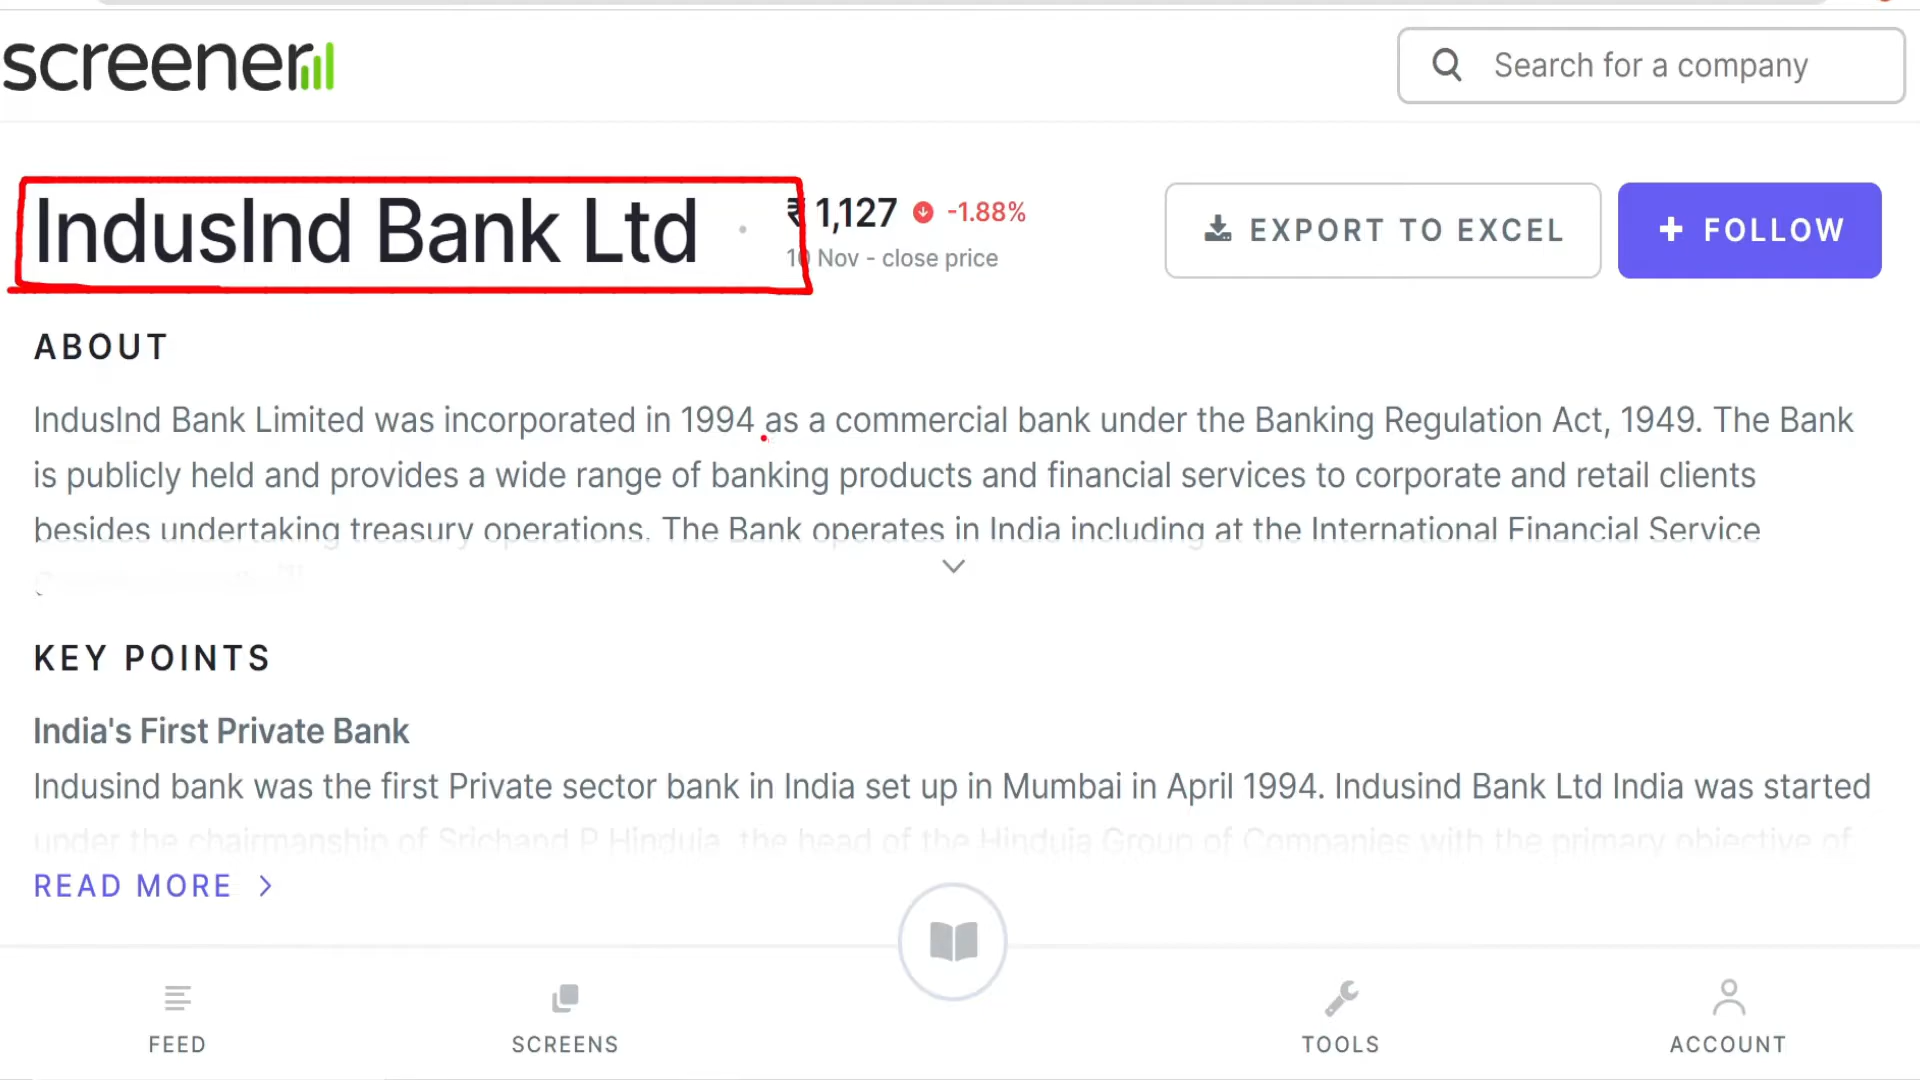 screener
Search for a company
IndusInd Bank Ltd
₹ 1,127 -1.88%
10 Nov - close price
EXPORT TO EXCEL
+ FOLLOW
ABOUT
IndusInd Bank Limited was incorporated in 1994 as a commercial bank under the Banking Regulation Act, 1949. The Bank
is publicly held and provides a wide range of banking products and financial services to corporate and retail clients
besides undertaking treasury operations. The Bank operates in India including at the International Financial Service
KEY POINTS
India's First Private Bank
Indusind bank was the first Private sector bank in India set up in Mumbai in April 1994. Indusind Bank Ltd India was started
under the chairmanship of Srichand P Hinduja, the head of the Hinduja Group of Companies with the primary objective of
READ MORE
FEED
SCREENS
TOOLS
ACCOUNT